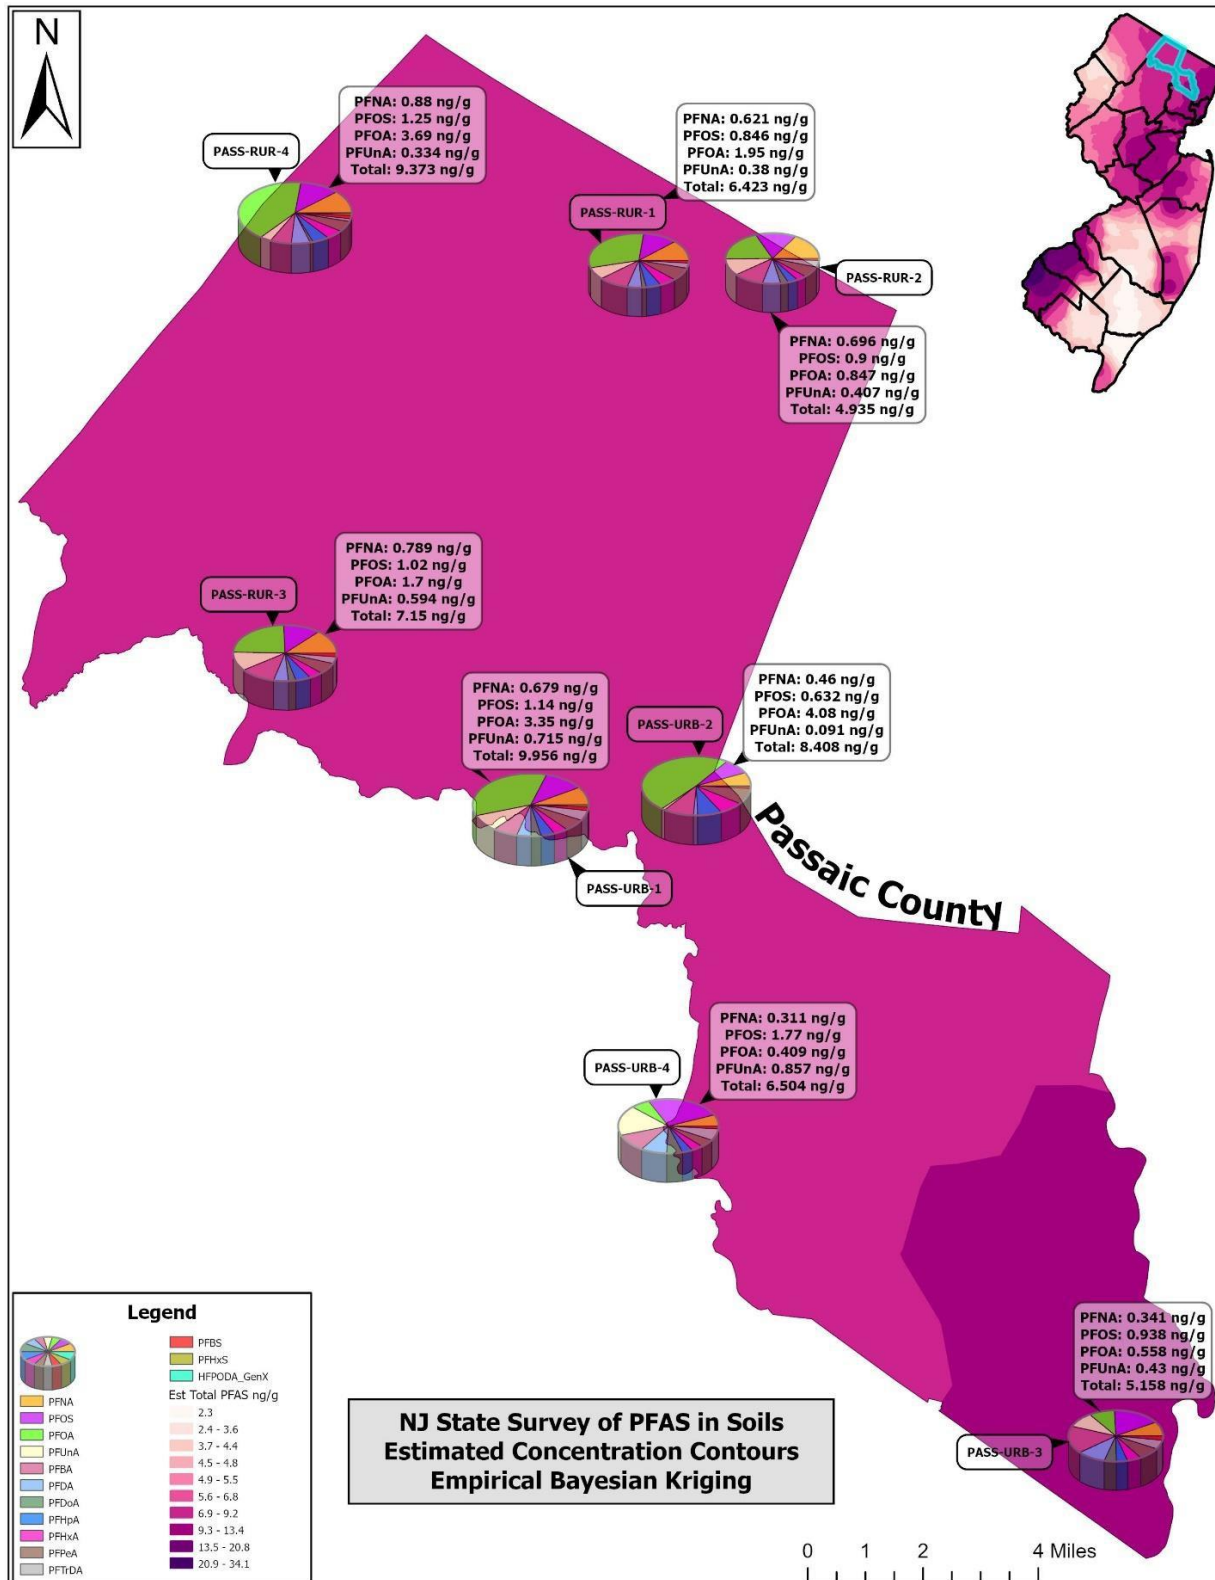 N
PFNA: 0.88 ng/g
PFOS: 1.25 ng/g
PFOA: 3.69 ng/g
PFUnA: 0.334 ng/g
Total: 9.373 ng/g
PASS-RUR-4
PFNA: 0.621 ng/g
PFOS: 0.846 ng/g
PFOA: 1.95 ng/g
PFUnA: 0.38 ng/g
Total: 6.423 ng/g
PASS-RUR-1
PASS-RUR-2
PFNA: 0.696 ng/g
PFOS: 0.9 ng/g
PFOA: 0.847 ng/g
PFUnA: 0.407 ng/g
Total: 4.935 ng/g
PFNA: 0.789 ng/g
PFOS: 1.02 ng/g
PFOA: 1.7 ng/g
PFUnA: 0.594 ng/g
Total: 7.15 ng/g
PASS-RUR-3
PFNA: 0.679 ng/g
PFOS: 1.14 ng/g
PFOA: 3.35 ng/g
PFUnA: 0.715 ng/g
Total: 9.956 ng/g
PASS-URB-1
PASS-URB-2
PFNA: 0.46 ng/g
PFOS: 0.632 ng/g
PFOA: 4.08 ng/g
PFUnA: 0.091 ng/g
Total: 8.408 ng/g
Passaic County
PFNA: 0.311 ng/g
PFOS: 1.77 ng/g
PFOA: 0.409 ng/g
PFUnA: 0.857 ng/g
Total: 6.504 ng/g
PASS-URB-4
PFNA: 0.341 ng/g
PFOS: 0.938 ng/g
PFOA: 0.558 ng/g
PFUnA: 0.43 ng/g
Total: 5.158 ng/g
PASS-URB-3
Legend
PFNA
PFOS
PFOA
PFUnA
PFBA
PFDA
PFDoA
PFHpA
PFHxA
PFPeA
PFTrDA
PFBS
PFHxS
HFPODA_GenX
Est Total PFAS ng/g
2.3
2.4 - 3.6
3.7 - 4.4
4.5 - 4.8
4.9 - 5.5
5.6 - 6.8
6.9 - 9.2
9.3 - 13.4
13.5 - 20.8
20.9 - 34.1
NJ State Survey of PFAS in Soils
Estimated Concentration Contours
Empirical Bayesian Kriging
0 1 2 4 Miles